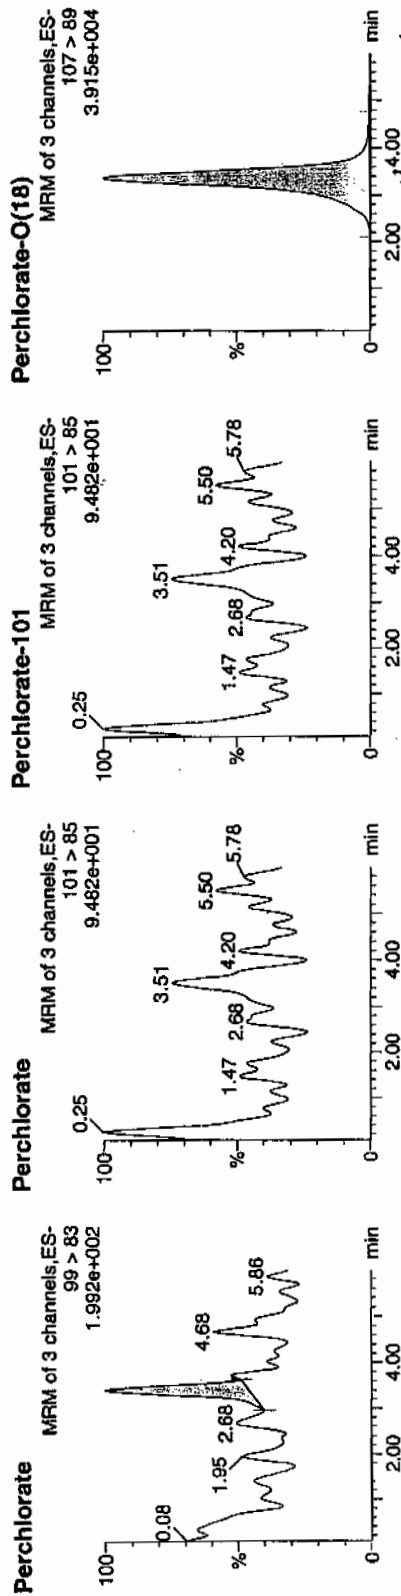 Perchlorate
MRM of 3 channels,ES-
99 > 83
1.992e+002
100
%
0
0.08
1.95
2.68
4.68
5.86
2.00
4.00
min
Perchlorate
MRM of 3 channels,ES-
101 > 85
9.482e+001
100
%
0
0.25
1.47
2.68
3.51
4.20
5.50
5.78
2.00
4.00
min
Perchlorate-101
MRM of 3 channels,ES-
101 > 85
9.482e+001
100
%
0
0.25
1.47
2.68
3.51
4.20
5.50
5.78
2.00
4.00
min
Perchlorate-O(18)
MRM of 3 channels,ES-
107 > 89
3.915e+004
100
%
0
2.00
4.00
min